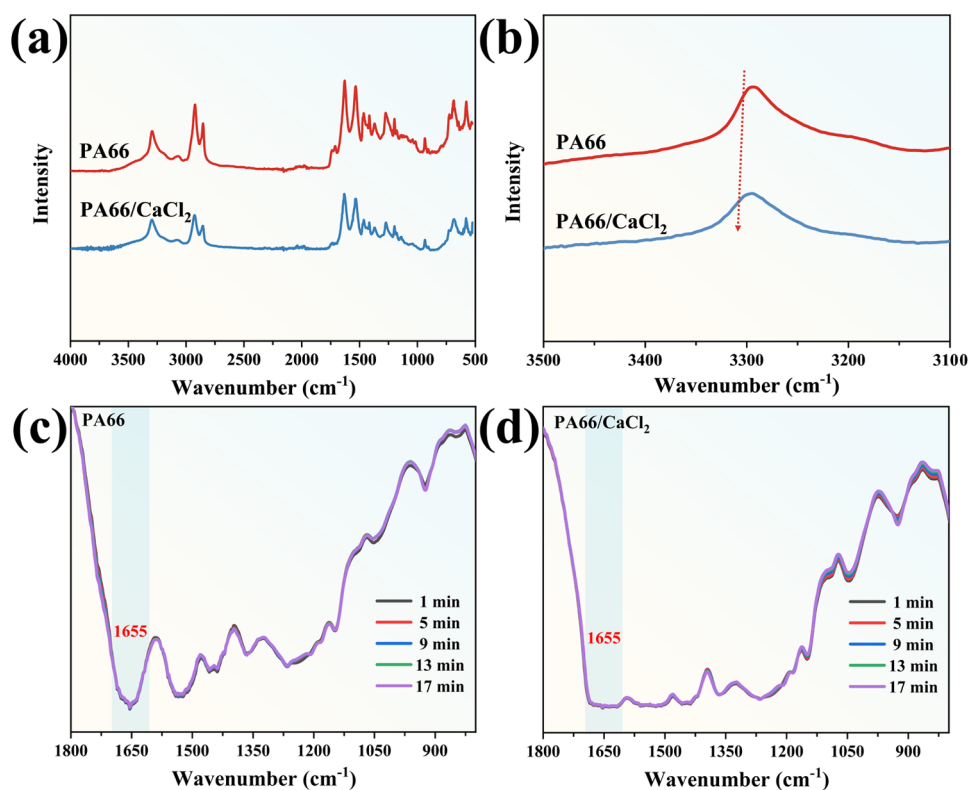 (a)
Intensity
PA66
PA66/CaCl₂
4000 3500 3000 2500 2000 1500 1000 500
Wavenumber (cm⁻¹)
(b)
Intensity
PA66
PA66/CaCl₂
3500 3400 3300 3200 3100
Wavenumber (cm⁻¹)
(c)
PA66
1655
1 min
5 min
9 min
13 min
17 min
1800 1650 1500 1350 1200 1050 900
Wavenumber (cm⁻¹)
(d)
PA66/CaCl₂
1655
1 min
5 min
9 min
13 min
17 min
1800 1650 1500 1350 1200 1050 900
Wavenumber (cm⁻¹)